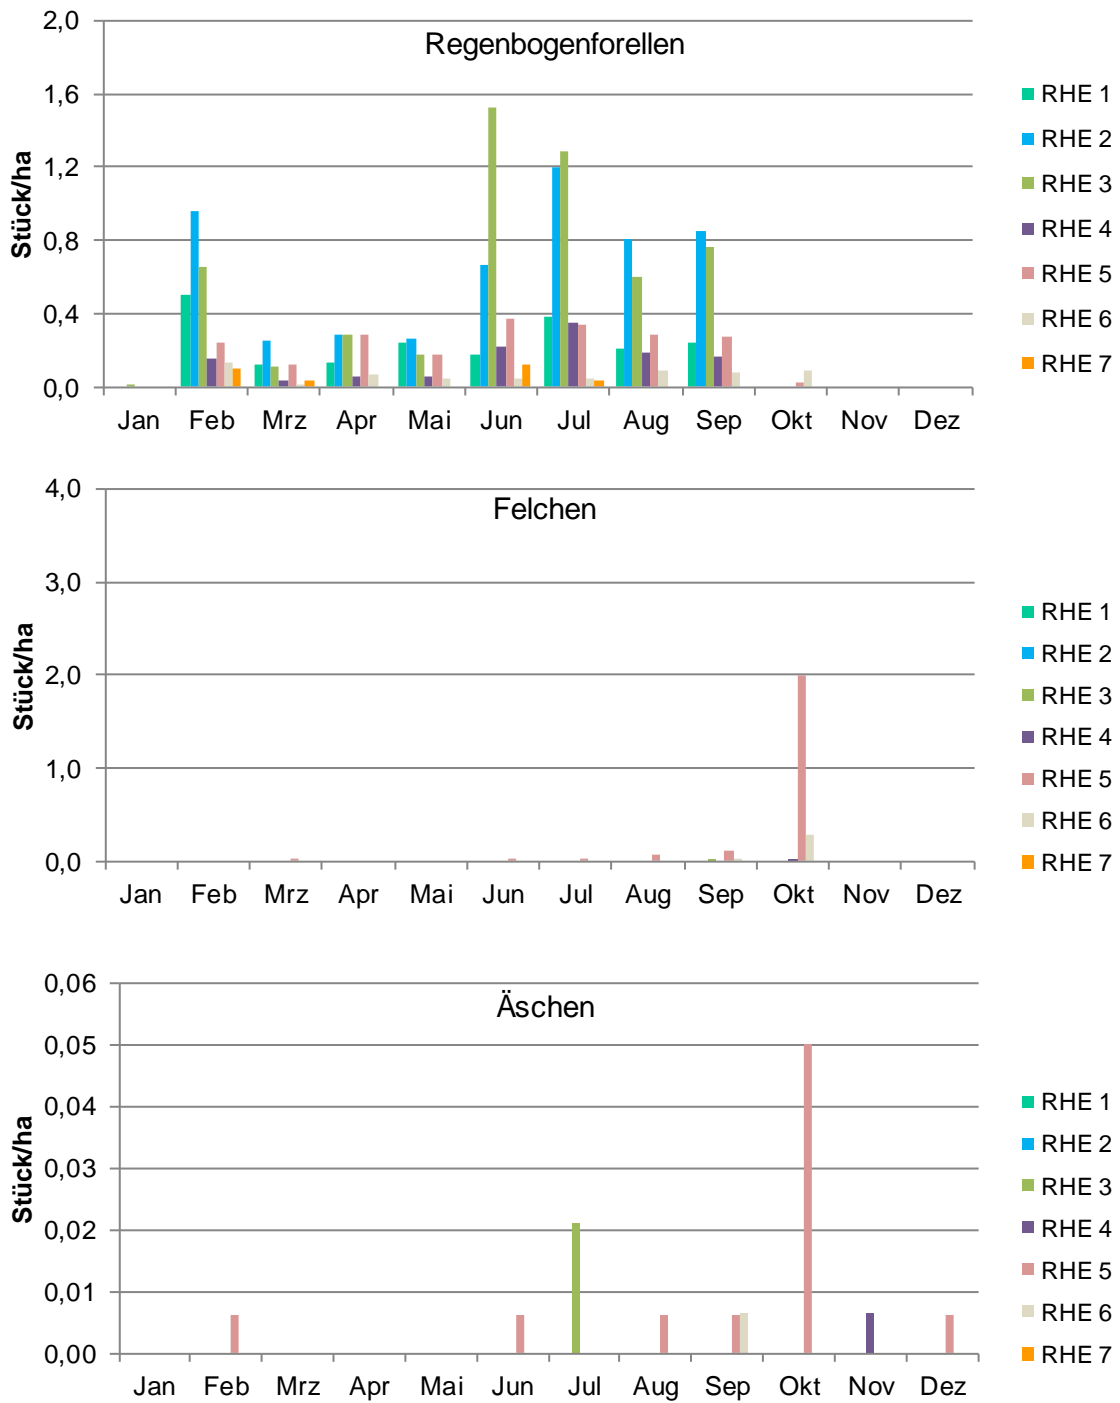 Regenbogenforellen
Stück/ha
2,0
1,6
1,2
0,8
0,4
0,0
Jan Feb Mrz Apr Mai Jun Jul Aug Sep Okt Nov Dez
RHE 1
RHE 2
RHE 3
RHE 4
RHE 5
RHE 6
RHE 7
Felchen
Stück/ha
4,0
3,0
2,0
1,0
0,0
Jan Feb Mrz Apr Mai Jun Jul Aug Sep Okt Nov Dez
RHE 1
RHE 2
RHE 3
RHE 4
RHE 5
RHE 6
RHE 7
Äschen
Stück/ha
0,06
0,05
0,04
0,03
0,02
0,01
0,00
Jan Feb Mrz Apr Mai Jun Jul Aug Sep Okt Nov Dez
RHE 1
RHE 2
RHE 3
RHE 4
RHE 5
RHE 6
RHE 7